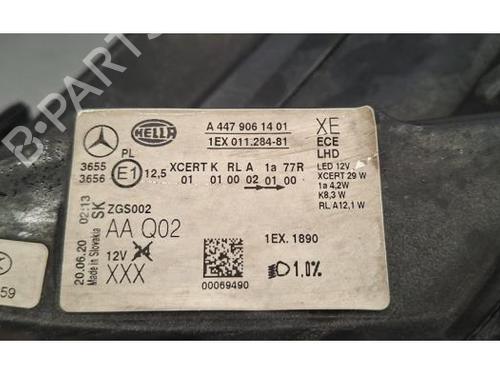 HELLA
A 447 906 14 01
1EX 011.284-81
XE
ECE
LHD
LED 12V
XCERT 29 W
1a 4,2W
K8,3 W
RL A12,1 W
PL
3655
3656
E1
12,5
XCERT K RL A 1a 77R
01 01 00 02 01 00
ZGS002
AA Q02
12V
XXX
20.06.20 02:13
Made in Slovakia SK
1EX. 1890
00069490
1.0%
59
B-PARTS